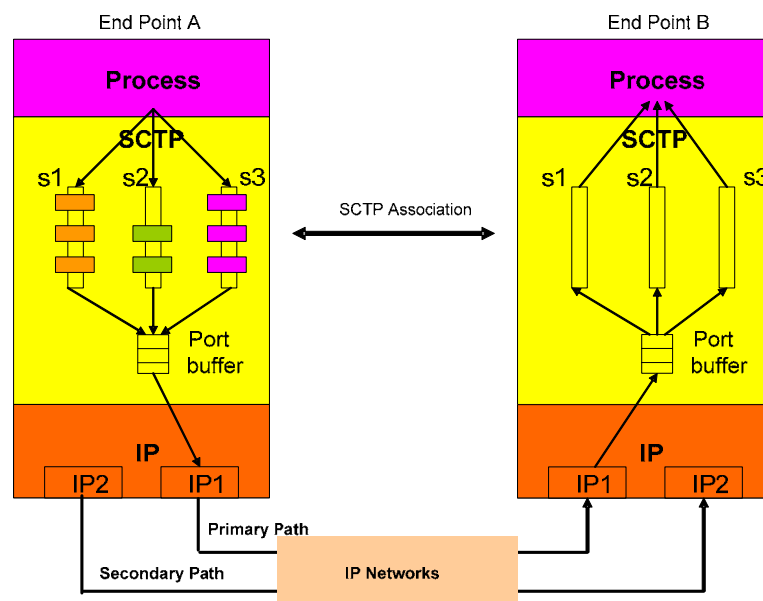 End Point A
End Point B
Process
Process
SCTP
SCTP
s1
s2
s3
s1
s2
s3
SCTP Association
Port
buffer
Port
buffer
IP
IP
IP2
IP1
IP1
IP2
Primary Path
Secondary Path
IP Networks